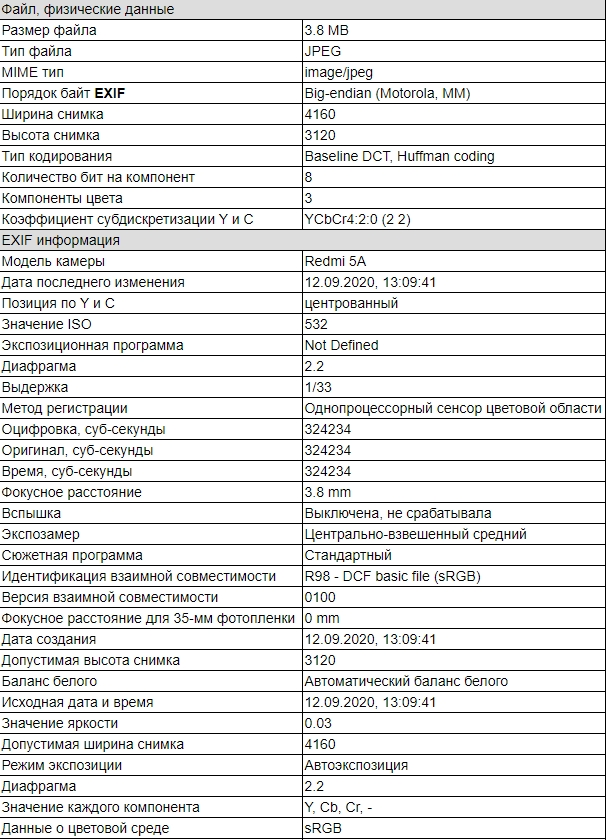 Файл, физические данные
Размер файла 3.8 MB
Тип файла JPEG
MIME тип image/jpeg
Порядок байт EXIF Big-endian (Motorola, MM)
Ширина снимка 4160
Высота снимка 3120
Тип кодирования Baseline DCT, Huffman coding
Количество бит на компонент 8
Компоненты цвета 3
Коэффициент субдискретизации Y и C YCbCr4:2:0 (2 2)
EXIF информация
Модель камеры Redmi 5A
Дата последнего изменения 12.09.2020, 13:09:41
Позиция по Y и C центрованный
Значение ISO 532
Экспозиционная программа Not Defined
Диафрагма 2.2
Выдержка 1/33
Метод регистрации Однопроцессорный сенсор цветовой области
Оцифровка, суб-секунды 324234
Оригинал, суб-секунды 324234
Время, суб-секунды 324234
Фокусное расстояние 3.8 mm
Вспышка Выключена, не срабатывала
Экспозамер Центрально-взвешенный средний
Сюжетная программа Стандартный
Идентификация взаимной совместимости R98 - DCF basic file (sRGB)
Версия взаимной совместимости 0100
Фокусное расстояние для 35-мм фотопленки 0 mm
Дата создания 12.09.2020, 13:09:41
Допустимая высота снимка 3120
Баланс белого Автоматический баланс белого
Исходная дата и время 12.09.2020, 13:09:41
Значение яркости 0.03
Допустимая ширина снимка 4160
Режим экспозиции Автоэкспозиция
Диафрагма 2.2
Значение каждого компонента Y, Cb, Cr, -
Данные о цветовой среде sRGB